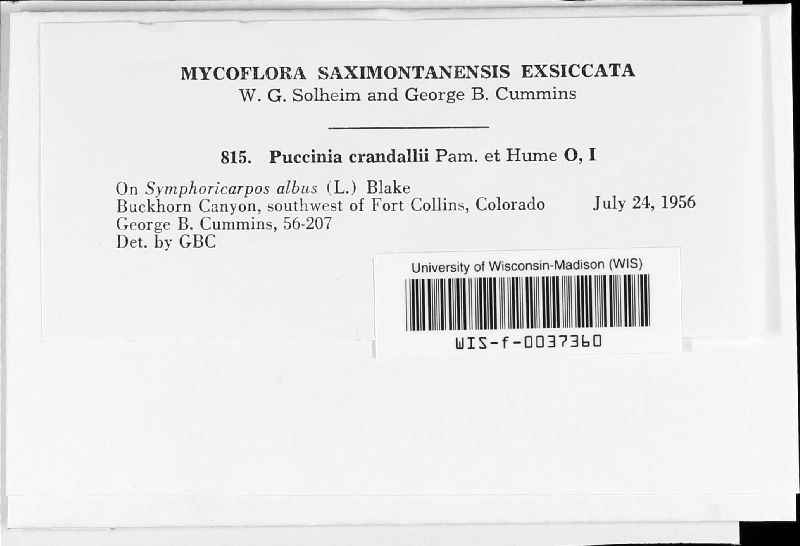 MYCOFLORA SAXIMONTANENSIS EXSICCATA
W. G. Solheim and George B. Cummins
815. Puccinia crandallii Pam. et Hume O, I
On Symphoricarpos albus (L.) Blake
Buckhorn Canyon, southwest of Fort Collins, Colorado July 24, 1956
George B. Cummins, 56-207
Det. by GBC
University of Wisconsin-Madison (WIS)
WIS-f-0037360